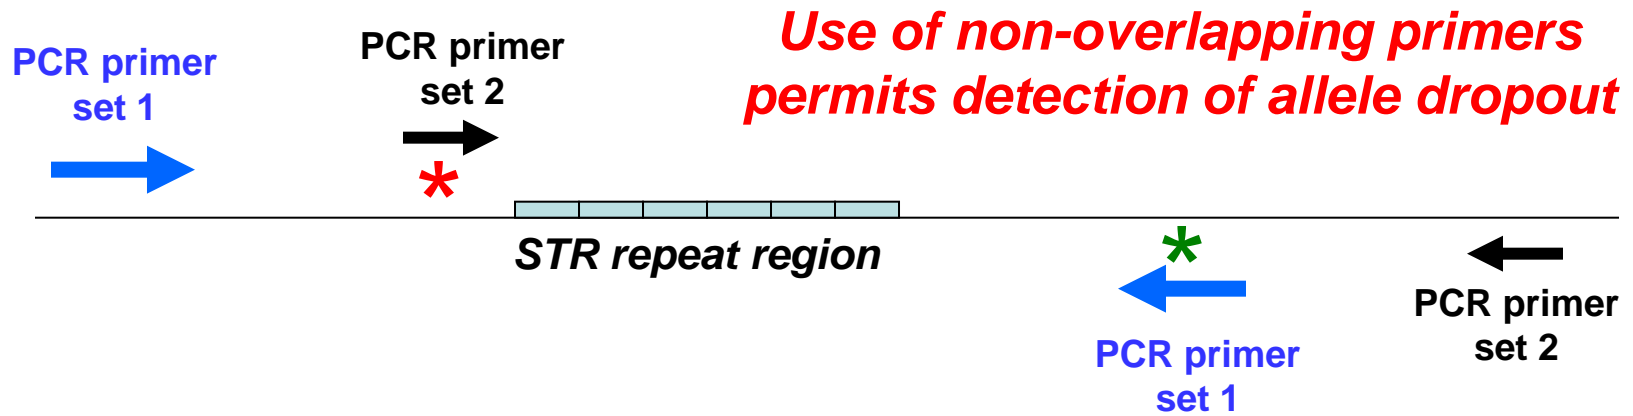 PCR primer
set 1
PCR primer
set 2
Use of non-overlapping primers
permits detection of allele dropout
*
STR repeat region
*
PCR primer
set 1
PCR primer
set 2